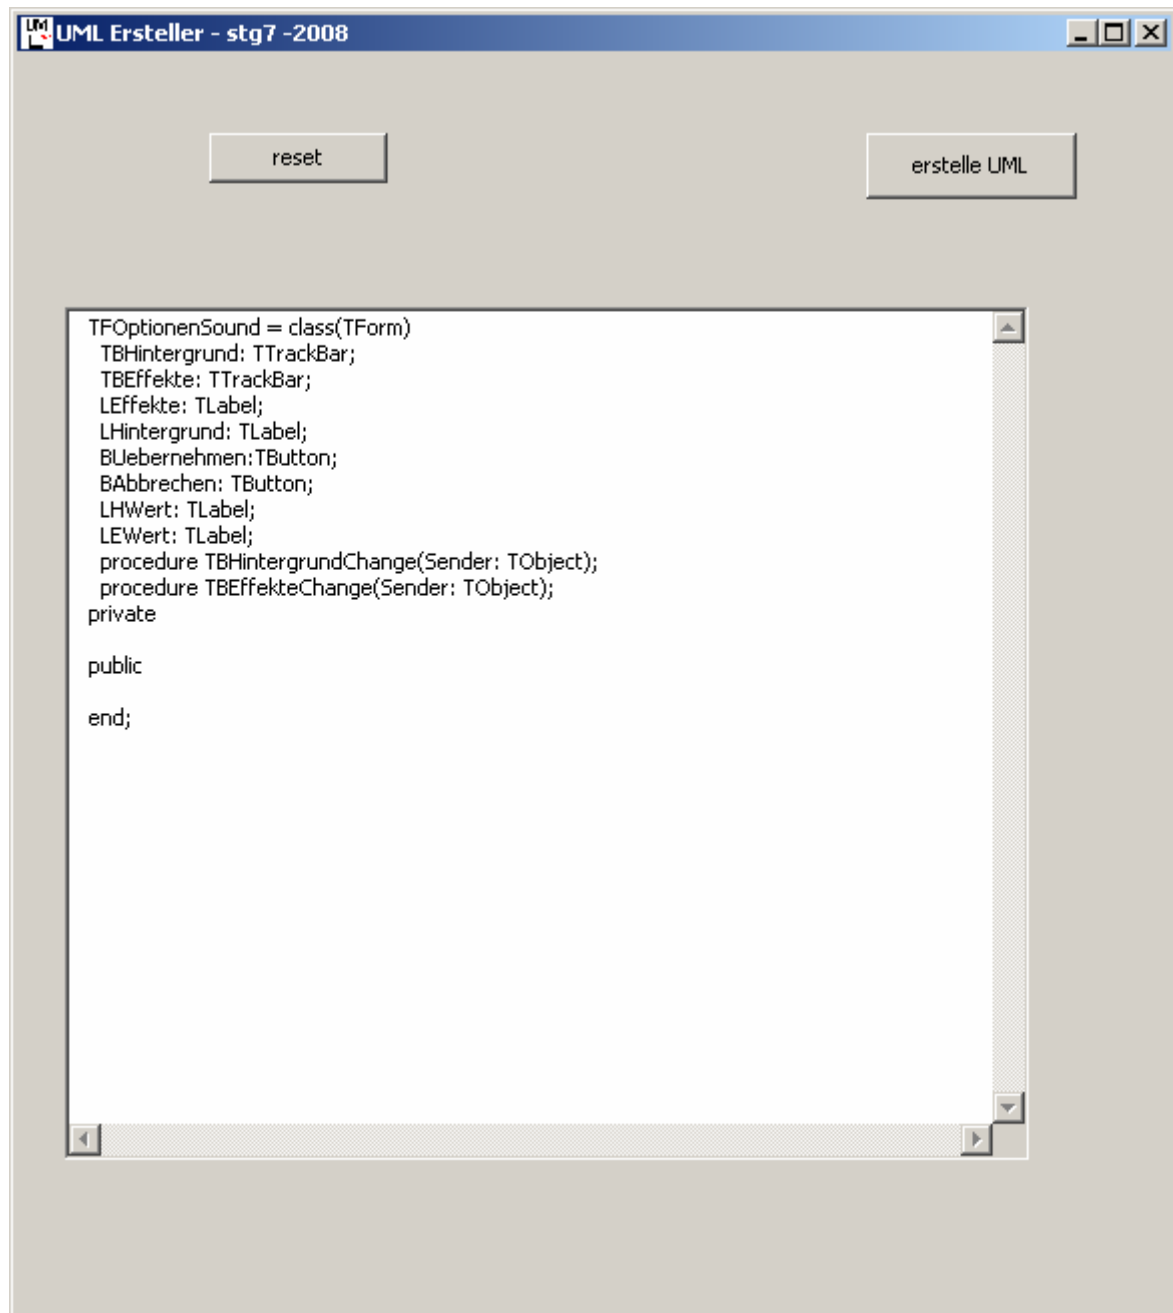 UML Ersteller - stg7 -2008
reset
erstelle UML
TFOptionenSound = class(TForm)
TBHintergrund: TTrackBar;
TBEffekte: TTrackBar;
LEffekte: TLabel;
LHintergrund: TLabel;
BUebernehmen:TButton;
BAbbrechen: TButton;
LHWert: TLabel;
LEWert: TLabel;
procedure TBHintergrundChange(Sender: TObject);
procedure TBEffekteChange(Sender: TObject);
private
public
end;